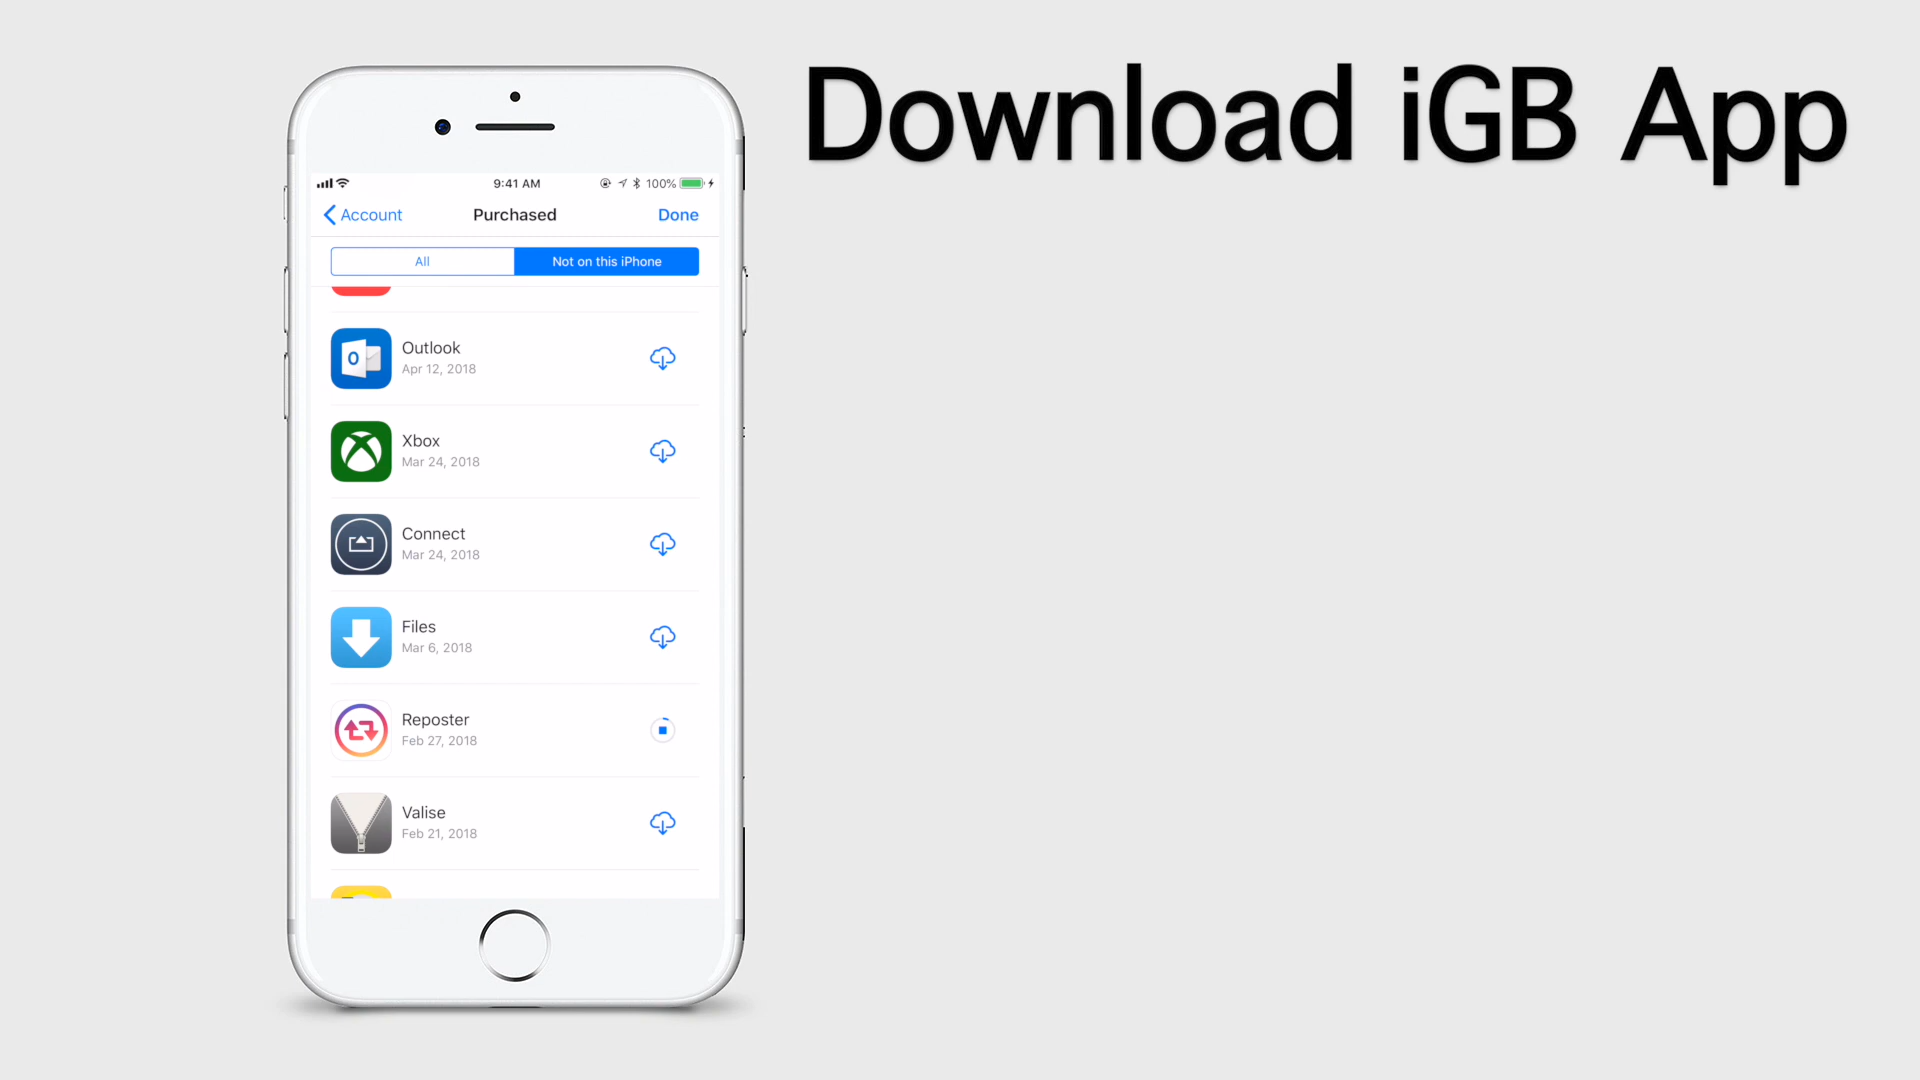 Download iGB App
9:41 AM
100%
Account
Purchased
Done
All
Not on this iPhone
Outlook
Apr 12, 2018
Xbox
Mar 24, 2018
Connect
Mar 24, 2018
Files
Mar 6, 2018
Reposter
Feb 27, 2018
Valise
Feb 21, 2018